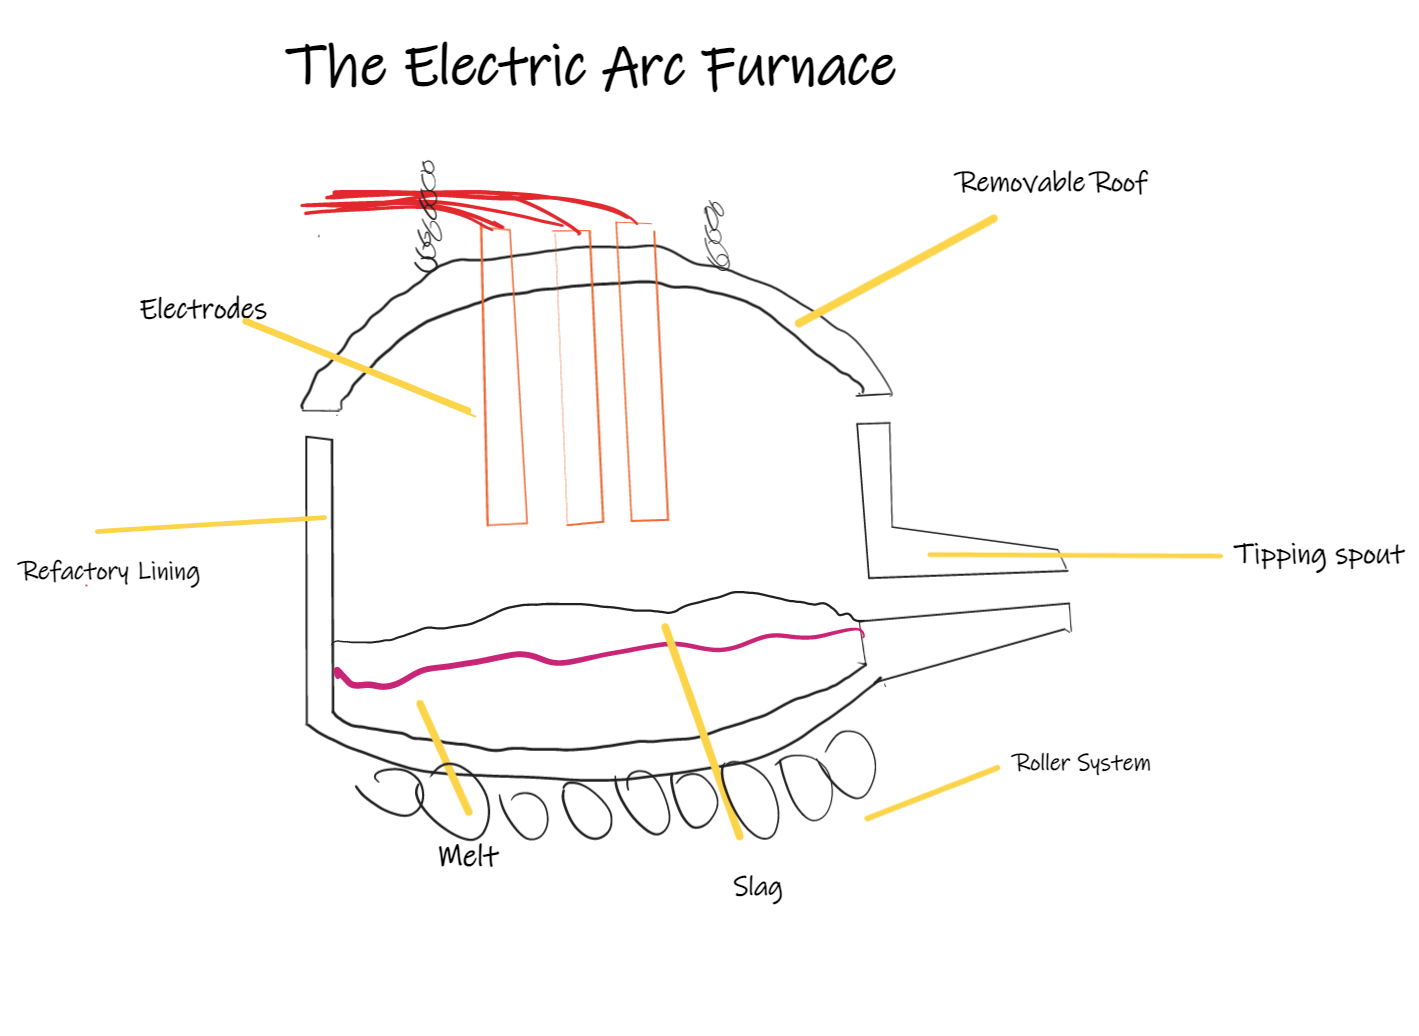 The Electric Arc Furnace
Removable Roof
Electrodes
Tipping spout
Refactory Lining
Roller System
Melt
Slag